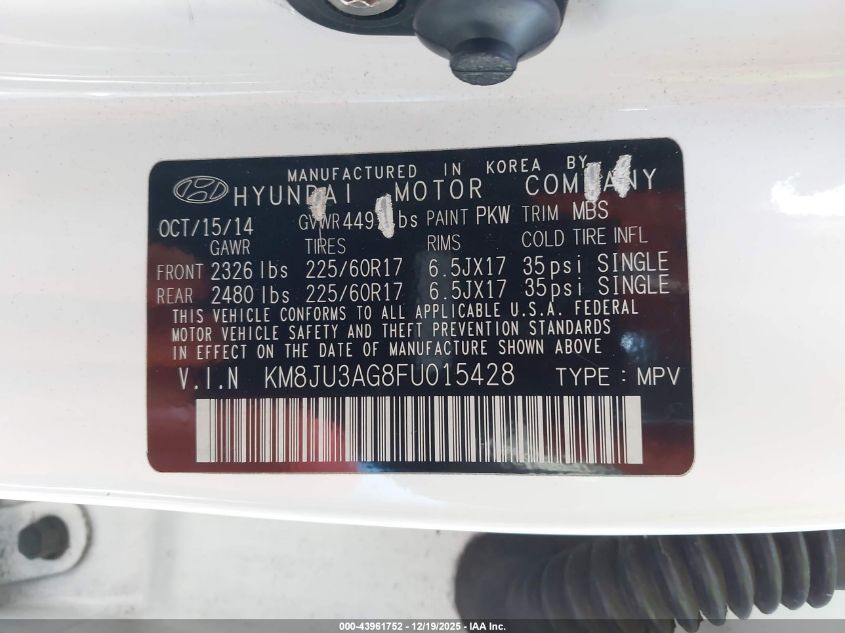 MANUFACTURED IN KOREA BY
HYUNDAI MOTOR COMPANY
OCT/15/14 GVWR PAINT PKW TRIM MBS
GAWR TIRES RIMS COLD TIRE INFL
FRONT 2326 lbs 225/60R17 6.5JX17 35psi SINGLE
REAR 2480 lbs 225/60R17 6.5JX17 35psi SINGLE
THIS VEHICLE CONFORMS TO ALL APPLICABLE U.S.A. FEDERAL
MOTOR VEHICLE SAFETY AND THEFT PREVENTION STANDARDS
IN EFFECT ON THE DATE OF MANUFACTURE SHOWN ABOVE
V.I.N KM8JU3AG8FU015428 TYPE : MPV
000-43961752 - 12/19/2025 - IAA Inc.